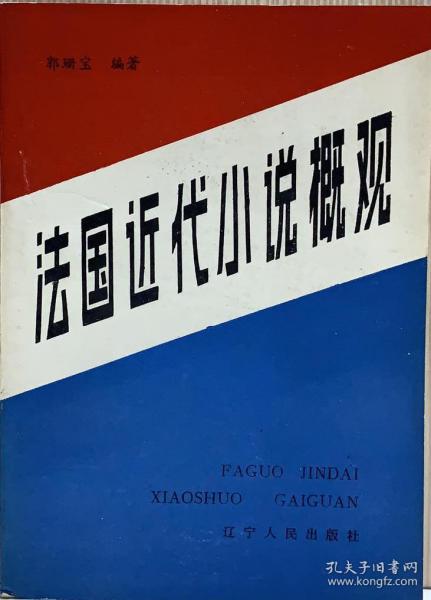 郭珊宝 编著
法国近代小说概观
FAGUO JINDAI
XIAOSHUO GAIGUAN
辽宁人民出版社
孔夫子旧书网
www.kongfz.com